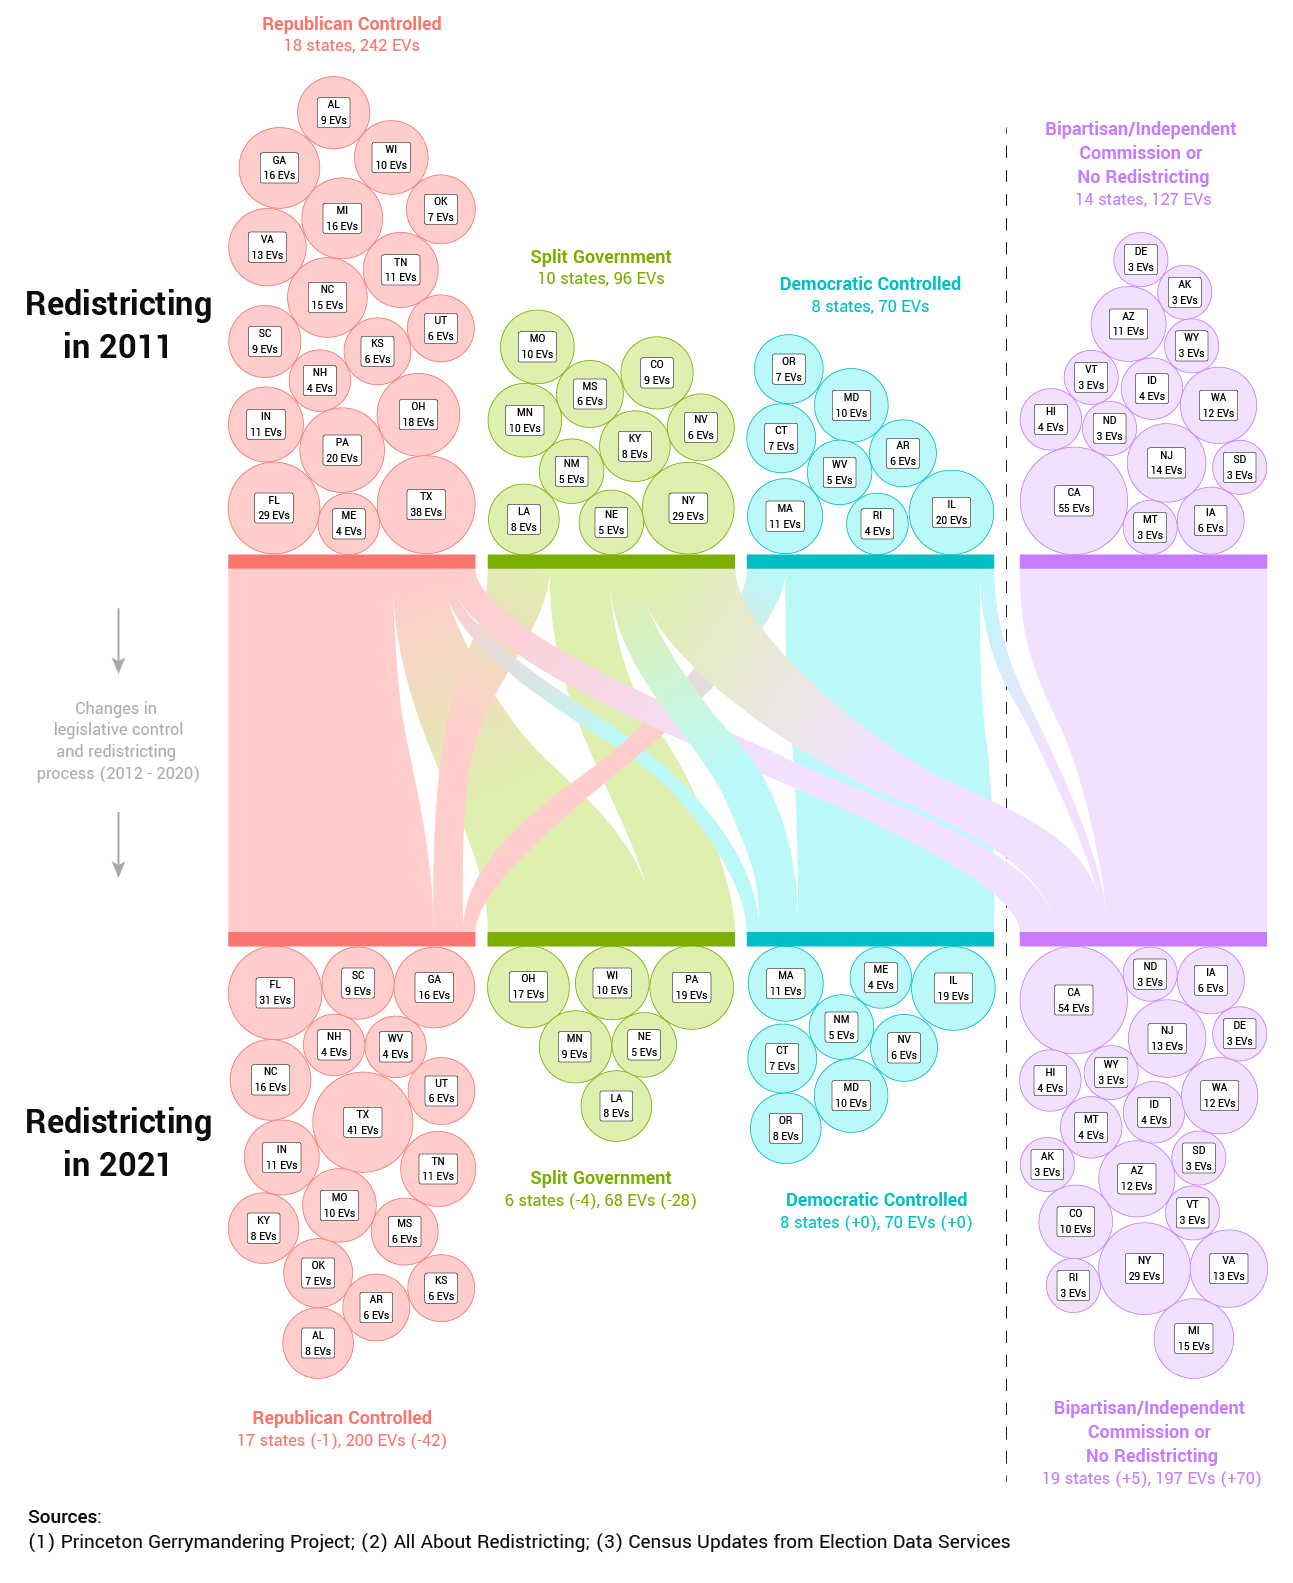 Republican Controlled
18 states, 242 EVs
AL
9 EVs
WI
10 EVs
GA
16 EVs
OK
7 EVs
MI
16 EVs
VA
13 EVs
TN
11 EVs
NC
15 EVs
UT
6 EVs
SC
9 EVs
KS
6 EVs
NH
4 EVs
OH
18 EVs
IN
11 EVs
PA
20 EVs
FL
29 EVs
ME
4 EVs
TX
38 EVs
Split Government
10 states, 96 EVs
MO
10 EVs
CO
9 EVs
MS
6 EVs
MN
10 EVs
NV
6 EVs
KY
8 EVs
NM
5 EVs
LA
8 EVs
NE
5 EVs
NY
29 EVs
Democratic Controlled
8 states, 70 EVs
OR
7 EVs
MD
10 EVs
CT
7 EVs
AR
6 EVs
WV
5 EVs
MA
11 EVs
RI
4 EVs
IL
20 EVs
Bipartisan/Independent
Commission or
No Redistricting
14 states, 127 EVs
DE
3 EVs
AK
3 EVs
AZ
11 EVs
WY
3 EVs
VT
3 EVs
ID
4 EVs
WA
12 EVs
HI
4 EVs
ND
3 EVs
NJ
14 EVs
SD
3 EVs
CA
55 EVs
MT
3 EVs
IA
6 EVs
Redistricting
in 2011
Changes in
legislative control
and redistricting
process (2012 - 2020)
Redistricting
in 2021
FL
31 EVs
SC
9 EVs
GA
16 EVs
NH
4 EVs
WV
4 EVs
NC
16 EVs
UT
6 EVs
TX
41 EVs
IN
11 EVs
TN
11 EVs
MO
10 EVs
KY
8 EVs
MS
6 EVs
OK
7 EVs
KS
6 EVs
AR
6 EVs
AL
8 EVs
Republican Controlled
17 states (-1), 200 EVs (-42)
OH
17 EVs
WI
10 EVs
PA
19 EVs
MN
9 EVs
NE
5 EVs
LA
8 EVs
Split Government
6 states (-4), 68 EVs (-28)
MA
11 EVs
ME
4 EVs
IL
19 EVs
NM
5 EVs
NV
6 EVs
CT
7 EVs
MD
10 EVs
OR
8 EVs
Democratic Controlled
8 states (+0), 70 EVs (+0)
CA
54 EVs
ND
3 EVs
IA
6 EVs
NJ
13 EVs
DE
3 EVs
HI
4 EVs
WY
3 EVs
WA
12 EVs
MT
4 EVs
ID
4 EVs
AK
3 EVs
SD
3 EVs
AZ
12 EVs
CO
10 EVs
VT
3 EVs
NY
29 EVs
VA
13 EVs
RI
3 EVs
MI
15 EVs
Bipartisan/Independent
Commission or
No Redistricting
19 states (+5), 197 EVs (+70)
Sources:
(1) Princeton Gerrymandering Project; (2) All About Redistricting; (3) Census Updates from Election Data Services